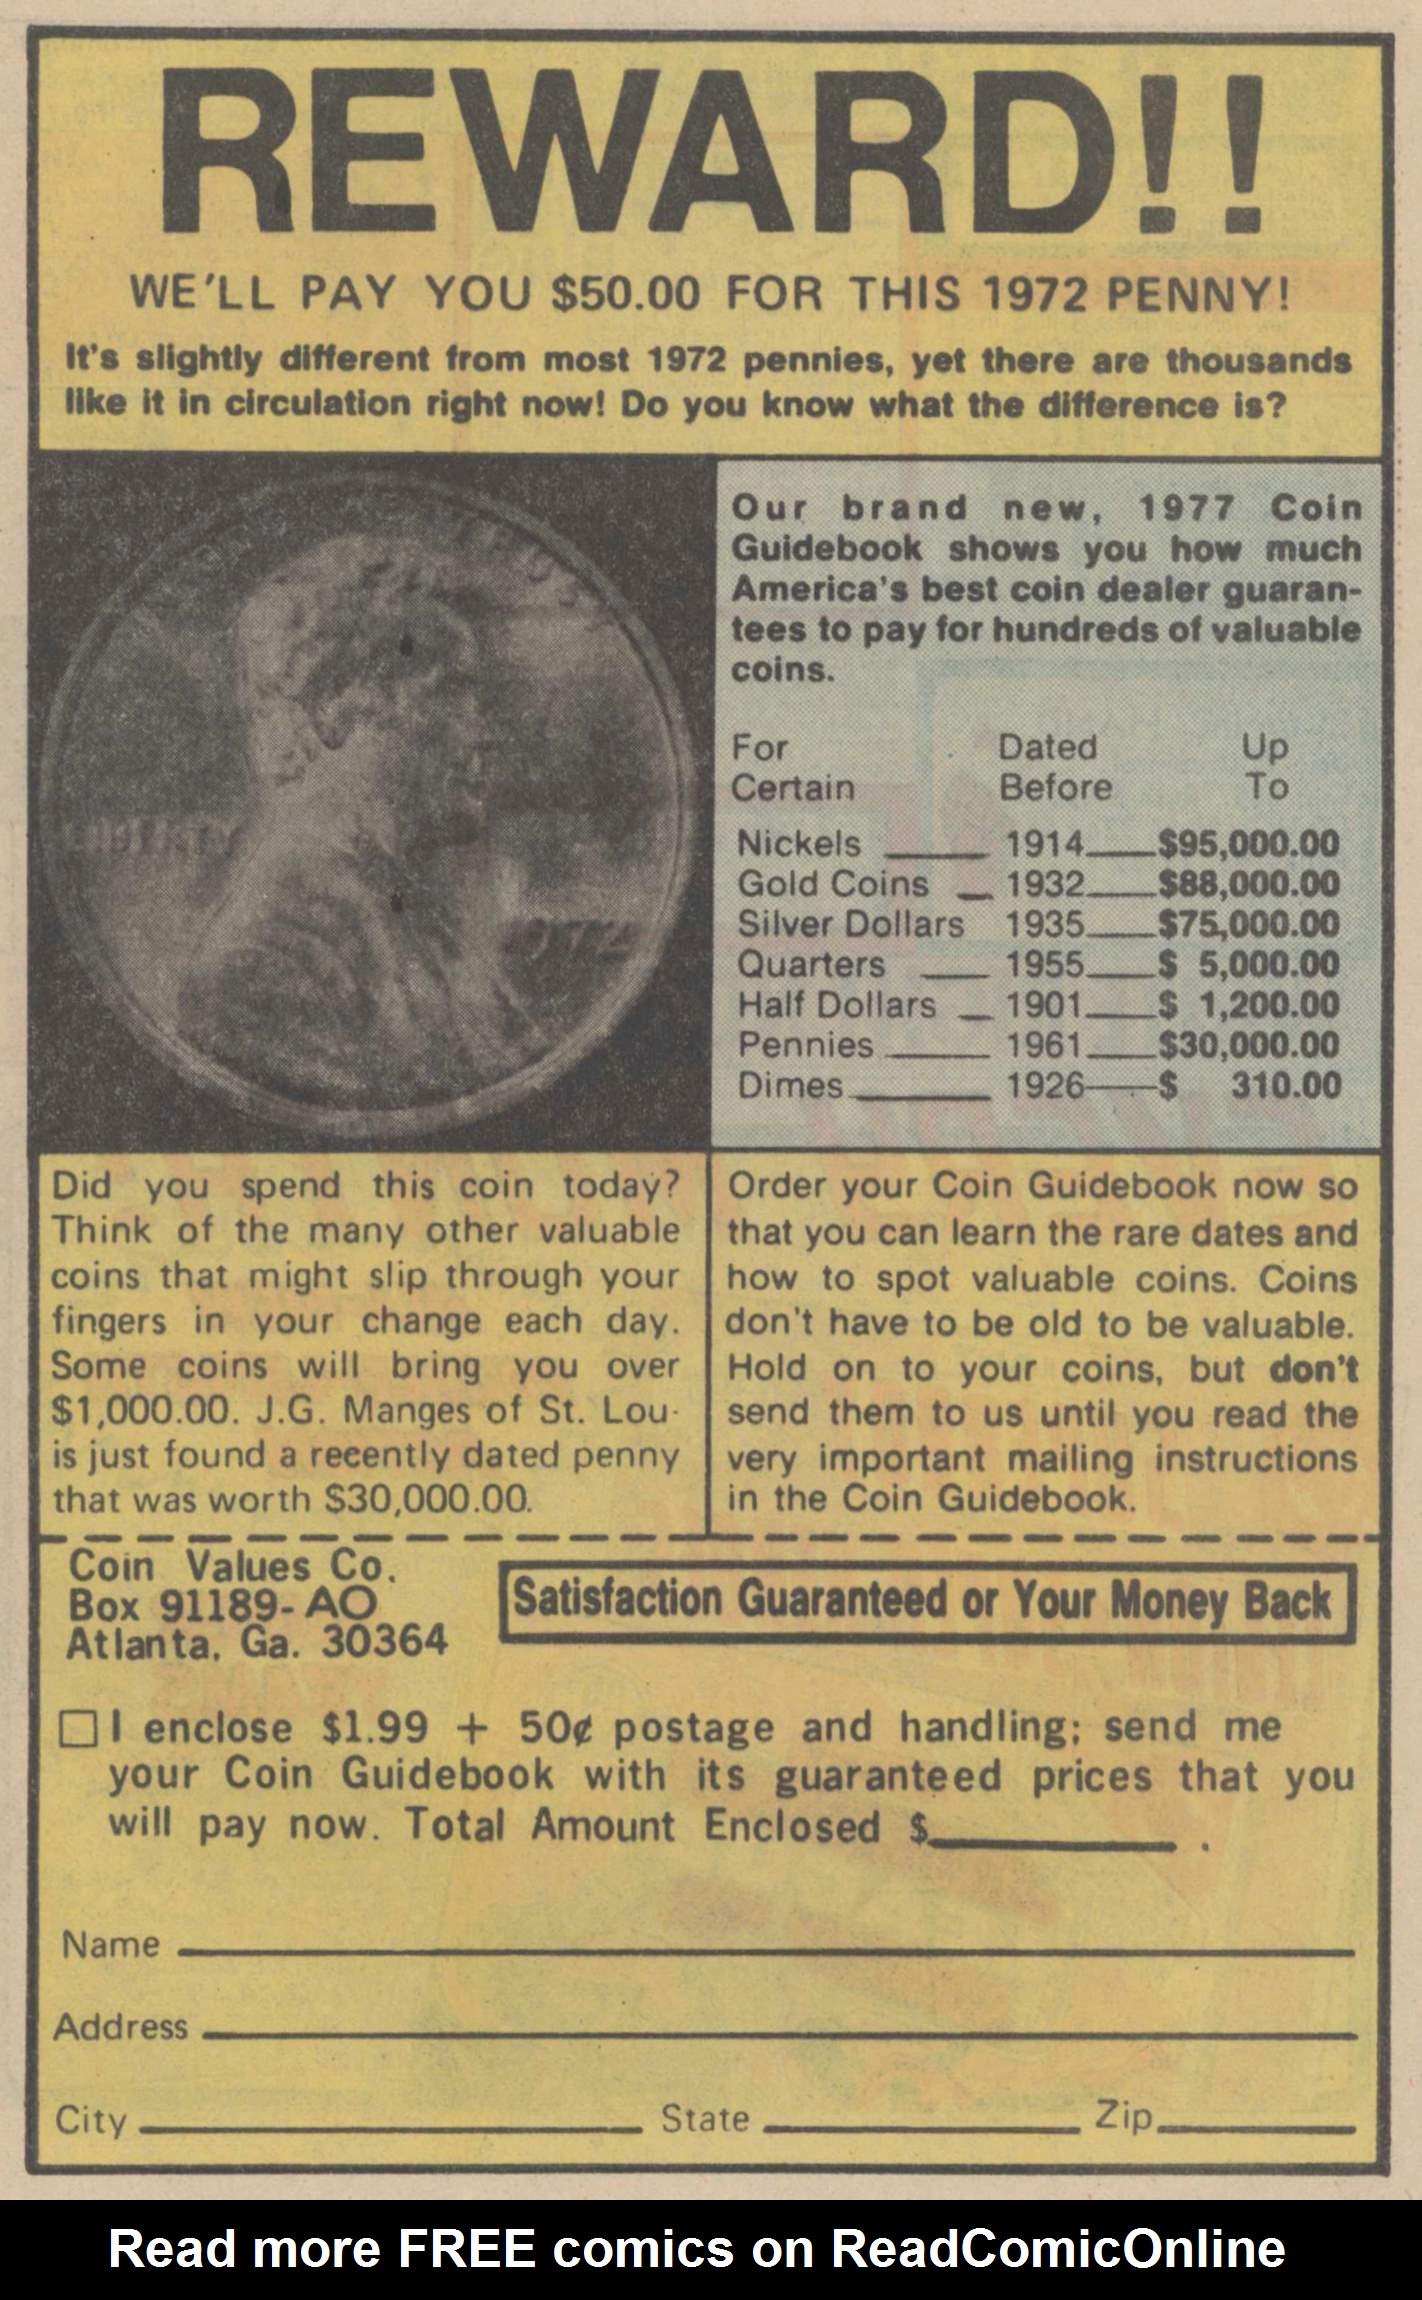 REWARD!!
WE'LL PAY YOU $50.00 FOR THIS 1972 PENNY!
It's slightly different from most 1972 pennies, yet there are thousands
like it in circulation right now! Do you know what the difference is?
1972
Our brand new, 1977 Coin
Guidebook shows you how much
America's best coin dealer guaran-
tees to pay for hundreds of valuable
coins.
For Dated Up
Certain Before To
Nickels 1914 $95,000.00
Gold Coins 1932 $88,000.00
Silver Dollars 1935 $75,000.00
Quarters 1955 $ 5,000.00
Half Dollars 1901 $ 1,200.00
Pennies 1961 $30,000.00
Dimes 1926 $ 310.00
Did you spend this coin today?
Think of the many other valuable
coins that might slip through your
fingers in your change each day.
Some coins will bring you over
$1,000.00. J.G. Manges of St. Lou-
is just found a recently dated penny
that was worth $30,000.00.
Order your Coin Guidebook now so
that you can learn the rare dates and
how to spot valuable coins. Coins
don't have to be old to be valuable.
Hold on to your coins, but don't
send them to us until you read the
very important mailing instructions
in the Coin Guidebook.
Coin Values Co.
Box 91189-AO
Atlanta, Ga. 30364
Satisfaction Guaranteed or Your Money Back
I enclose $1.99 + 50¢ postage and handling; send me
your Coin Guidebook with its guaranteed prices that you
will pay now. Total Amount Enclosed $ .
Name
Address
City State Zip
Read more FREE comics on ReadComicOnline